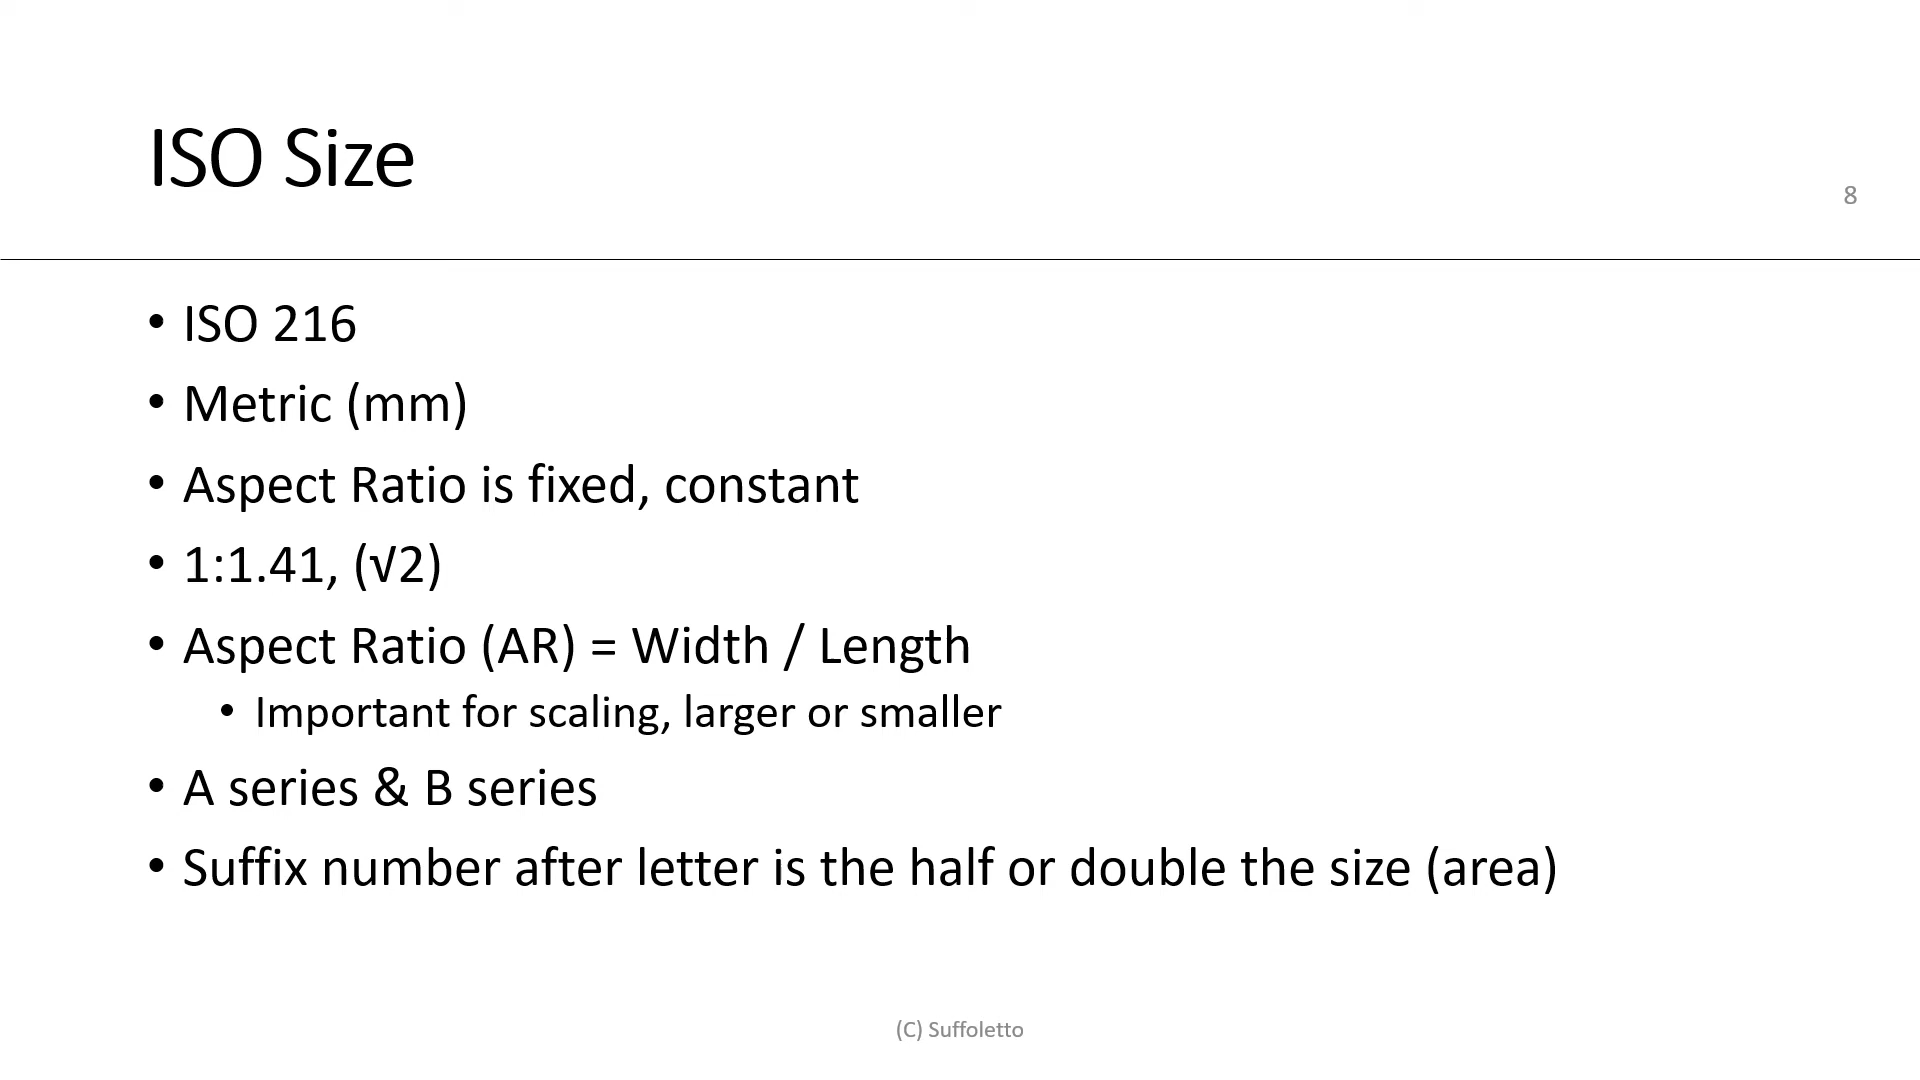 ISO Size
8
• ISO 216
• Metric (mm)
• Aspect Ratio is fixed, constant
• 1:1.41, (√2)
• Aspect Ratio (AR) = Width / Length
• Important for scaling, larger or smaller
• A series & B series
• Suffix number after letter is the half or double the size (area)
(C) Suffoletto